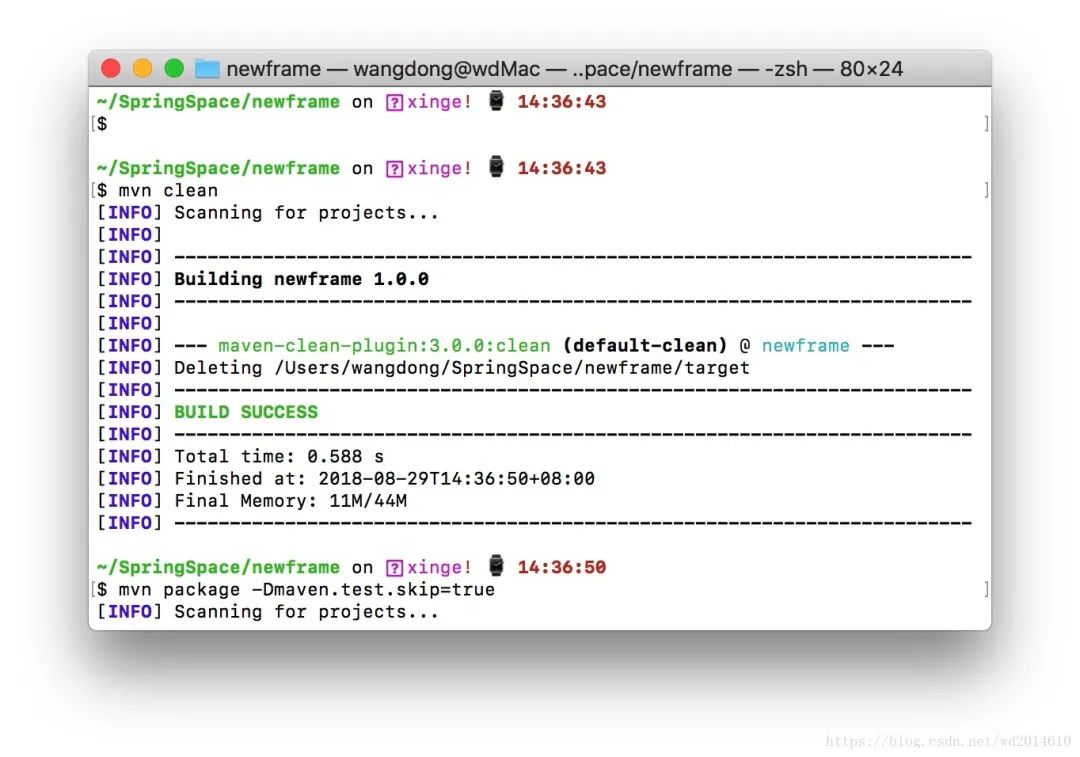 newframe — wangdong@wdMac — ..pace/newframe — -zsh — 80×24
~/SpringSpace/newframe on ?xinge! 14:36:43
[$ ]
~/SpringSpace/newframe on ?xinge! 14:36:43
[$ mvn clean ]
[INFO] Scanning for projects...
[INFO]
[INFO] ------------------------------------------------------------------------
[INFO] Building newframe 1.0.0
[INFO] ------------------------------------------------------------------------
[INFO]
[INFO] --- maven-clean-plugin:3.0.0:clean (default-clean) @ newframe ---
[INFO] Deleting /Users/wangdong/SpringSpace/newframe/target
[INFO] ------------------------------------------------------------------------
[INFO] BUILD SUCCESS
[INFO] ------------------------------------------------------------------------
[INFO] Total time: 0.588 s
[INFO] Finished at: 2018-08-29T14:36:50+08:00
[INFO] Final Memory: 11M/44M
[INFO] ------------------------------------------------------------------------
~/SpringSpace/newframe on ?xinge! 14:36:50
[$ mvn package -Dmaven.test.skip=true ]
[INFO] Scanning for projects...
https://blog.csdn.net/wd2014610